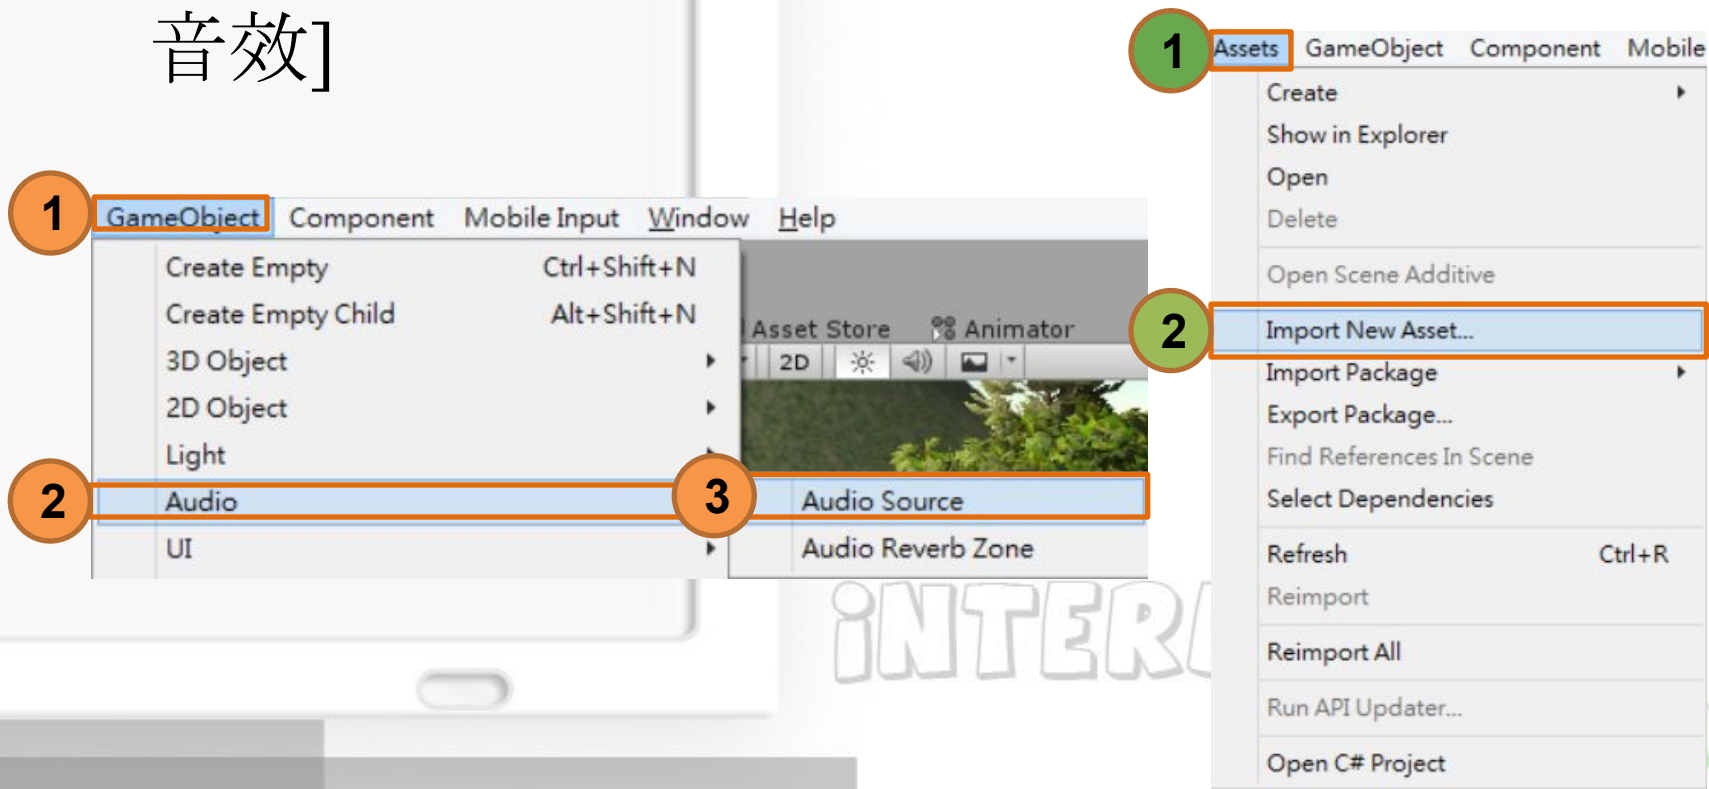 音效]
1
GameObject Component Mobile Input Window Help
Create Empty Ctrl+Shift+N
Create Empty Child Alt+Shift+N
3D Object
2D Object
Light
2 Audio
UI
Asset Store Animator
2D
3 Audio Source
Audio Reverb Zone
1 Assets GameObject Component Mobile
Create
Show in Explorer
Open
Delete
Open Scene Additive
2 Import New Asset...
Import Package
Export Package...
Find References In Scene
Select Dependencies
Refresh Ctrl+R
Reimport
Reimport All
Run API Updater...
Open C# Project
iNTER